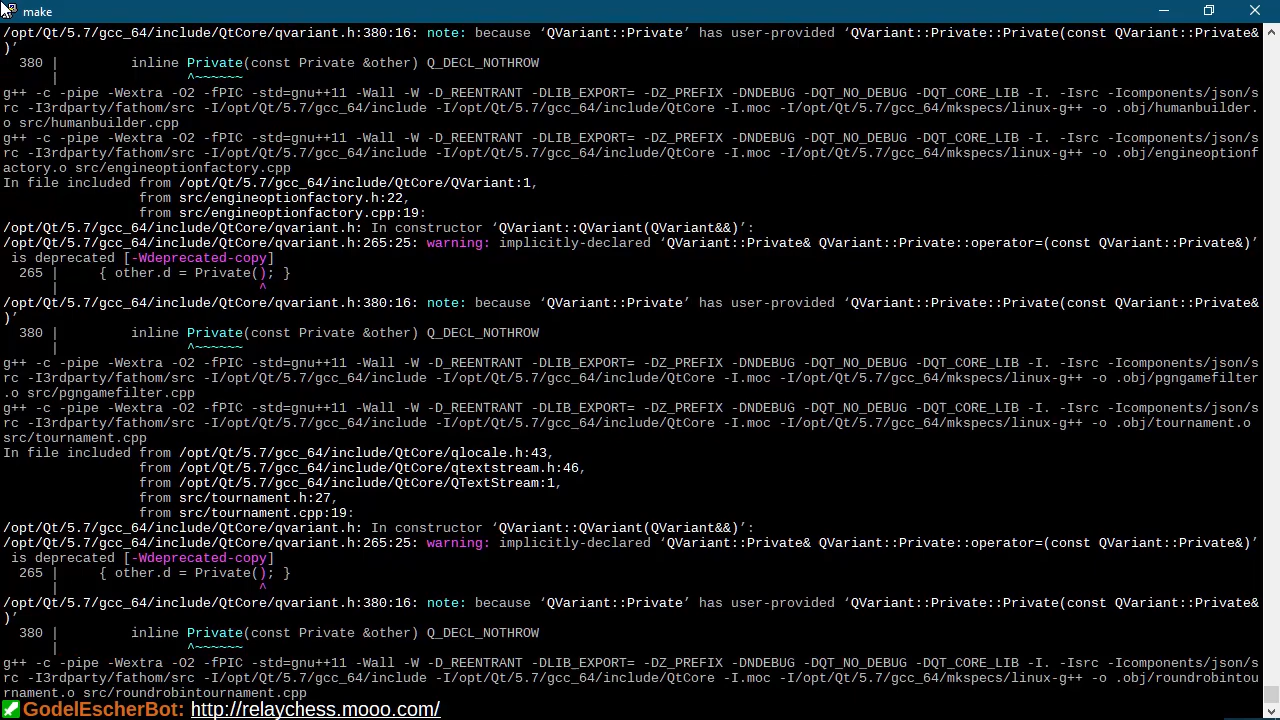 make
/opt/Qt/5.7/gcc_64/include/QtCore/qvariant.h:380:16: note: because ‘QVariant::Private’ has user-provided ‘QVariant::Private::Private(const QVariant::Private&
)’
380 | inline Private(const Private &other) Q_DECL_NOTHROW
| ^~~~~~~
g++ -c -pipe -Wextra -O2 -fPIC -std=gnu++11 -Wall -W -D_REENTRANT -DLIB_EXPORT= -DZ_PREFIX -DNDEBUG -DQT_NO_DEBUG -DQT_CORE_LIB -I. -Isrc -Icomponents/json/s
rc -I3rdparty/fathom/src -I/opt/Qt/5.7/gcc_64/include -I/opt/Qt/5.7/gcc_64/include/QtCore -I.moc -I/opt/Qt/5.7/gcc_64/mkspecs/linux-g++ -o .obj/humanbuilder.
o src/humanbuilder.cpp
g++ -c -pipe -Wextra -O2 -fPIC -std=gnu++11 -Wall -W -D_REENTRANT -DLIB_EXPORT= -DZ_PREFIX -DNDEBUG -DQT_NO_DEBUG -DQT_CORE_LIB -I. -Isrc -Icomponents/json/s
rc -I3rdparty/fathom/src -I/opt/Qt/5.7/gcc_64/include -I/opt/Qt/5.7/gcc_64/include/QtCore -I.moc -I/opt/Qt/5.7/gcc_64/mkspecs/linux-g++ -o .obj/engineoptionf
actory.o src/engineoptionfactory.cpp
In file included from /opt/Qt/5.7/gcc_64/include/QtCore/QVariant:1,
from src/engineoptionfactory.h:22,
from src/engineoptionfactory.cpp:19:
/opt/Qt/5.7/gcc_64/include/QtCore/qvariant.h: In constructor ‘QVariant::QVariant(QVariant&&)’:
/opt/Qt/5.7/gcc_64/include/QtCore/qvariant.h:265:25: warning: implicitly-declared ‘QVariant::Private& QVariant::Private::operator=(const QVariant::Private&)’
is deprecated [-Wdeprecated-copy]
265 | { other.d = Private(); }
| ^
/opt/Qt/5.7/gcc_64/include/QtCore/qvariant.h:380:16: note: because ‘QVariant::Private’ has user-provided ‘QVariant::Private::Private(const QVariant::Private&
)’
380 | inline Private(const Private &other) Q_DECL_NOTHROW
| ^~~~~~~
g++ -c -pipe -Wextra -O2 -fPIC -std=gnu++11 -Wall -W -D_REENTRANT -DLIB_EXPORT= -DZ_PREFIX -DNDEBUG -DQT_NO_DEBUG -DQT_CORE_LIB -I. -Isrc -Icomponents/json/s
rc -I3rdparty/fathom/src -I/opt/Qt/5.7/gcc_64/include -I/opt/Qt/5.7/gcc_64/include/QtCore -I.moc -I/opt/Qt/5.7/gcc_64/mkspecs/linux-g++ -o .obj/pgngamefilter
.o src/pgngamefilter.cpp
g++ -c -pipe -Wextra -O2 -fPIC -std=gnu++11 -Wall -W -D_REENTRANT -DLIB_EXPORT= -DZ_PREFIX -DNDEBUG -DQT_NO_DEBUG -DQT_CORE_LIB -I. -Isrc -Icomponents/json/s
rc -I3rdparty/fathom/src -I/opt/Qt/5.7/gcc_64/include -I/opt/Qt/5.7/gcc_64/include/QtCore -I.moc -I/opt/Qt/5.7/gcc_64/mkspecs/linux-g++ -o .obj/tournament.o
src/tournament.cpp
In file included from /opt/Qt/5.7/gcc_64/include/QtCore/qlocale.h:43,
from /opt/Qt/5.7/gcc_64/include/QtCore/qtextstream.h:46,
from /opt/Qt/5.7/gcc_64/include/QtCore/QTextStream:1,
from src/tournament.h:27,
from src/tournament.cpp:19:
/opt/Qt/5.7/gcc_64/include/QtCore/qvariant.h: In constructor ‘QVariant::QVariant(QVariant&&)’:
/opt/Qt/5.7/gcc_64/include/QtCore/qvariant.h:265:25: warning: implicitly-declared ‘QVariant::Private& QVariant::Private::operator=(const QVariant::Private&)’
is deprecated [-Wdeprecated-copy]
265 | { other.d = Private(); }
| ^
/opt/Qt/5.7/gcc_64/include/QtCore/qvariant.h:380:16: note: because ‘QVariant::Private’ has user-provided ‘QVariant::Private::Private(const QVariant::Private&
)’
380 | inline Private(const Private &other) Q_DECL_NOTHROW
| ^~~~~~~
g++ -c -pipe -Wextra -O2 -fPIC -std=gnu++11 -Wall -W -D_REENTRANT -DLIB_EXPORT= -DZ_PREFIX -DNDEBUG -DQT_NO_DEBUG -DQT_CORE_LIB -I. -Isrc -Icomponents/json/s
rc -I3rdparty/fathom/src -I/opt/Qt/5.7/gcc_64/include -I/opt/Qt/5.7/gcc_64/include/QtCore -I.moc -I/opt/Qt/5.7/gcc_64/mkspecs/linux-g++ -o .obj/roundrobintou
rnament.o src/roundrobintournament.cpp
GodelEscherBot: http://relaychess.mooo.com/